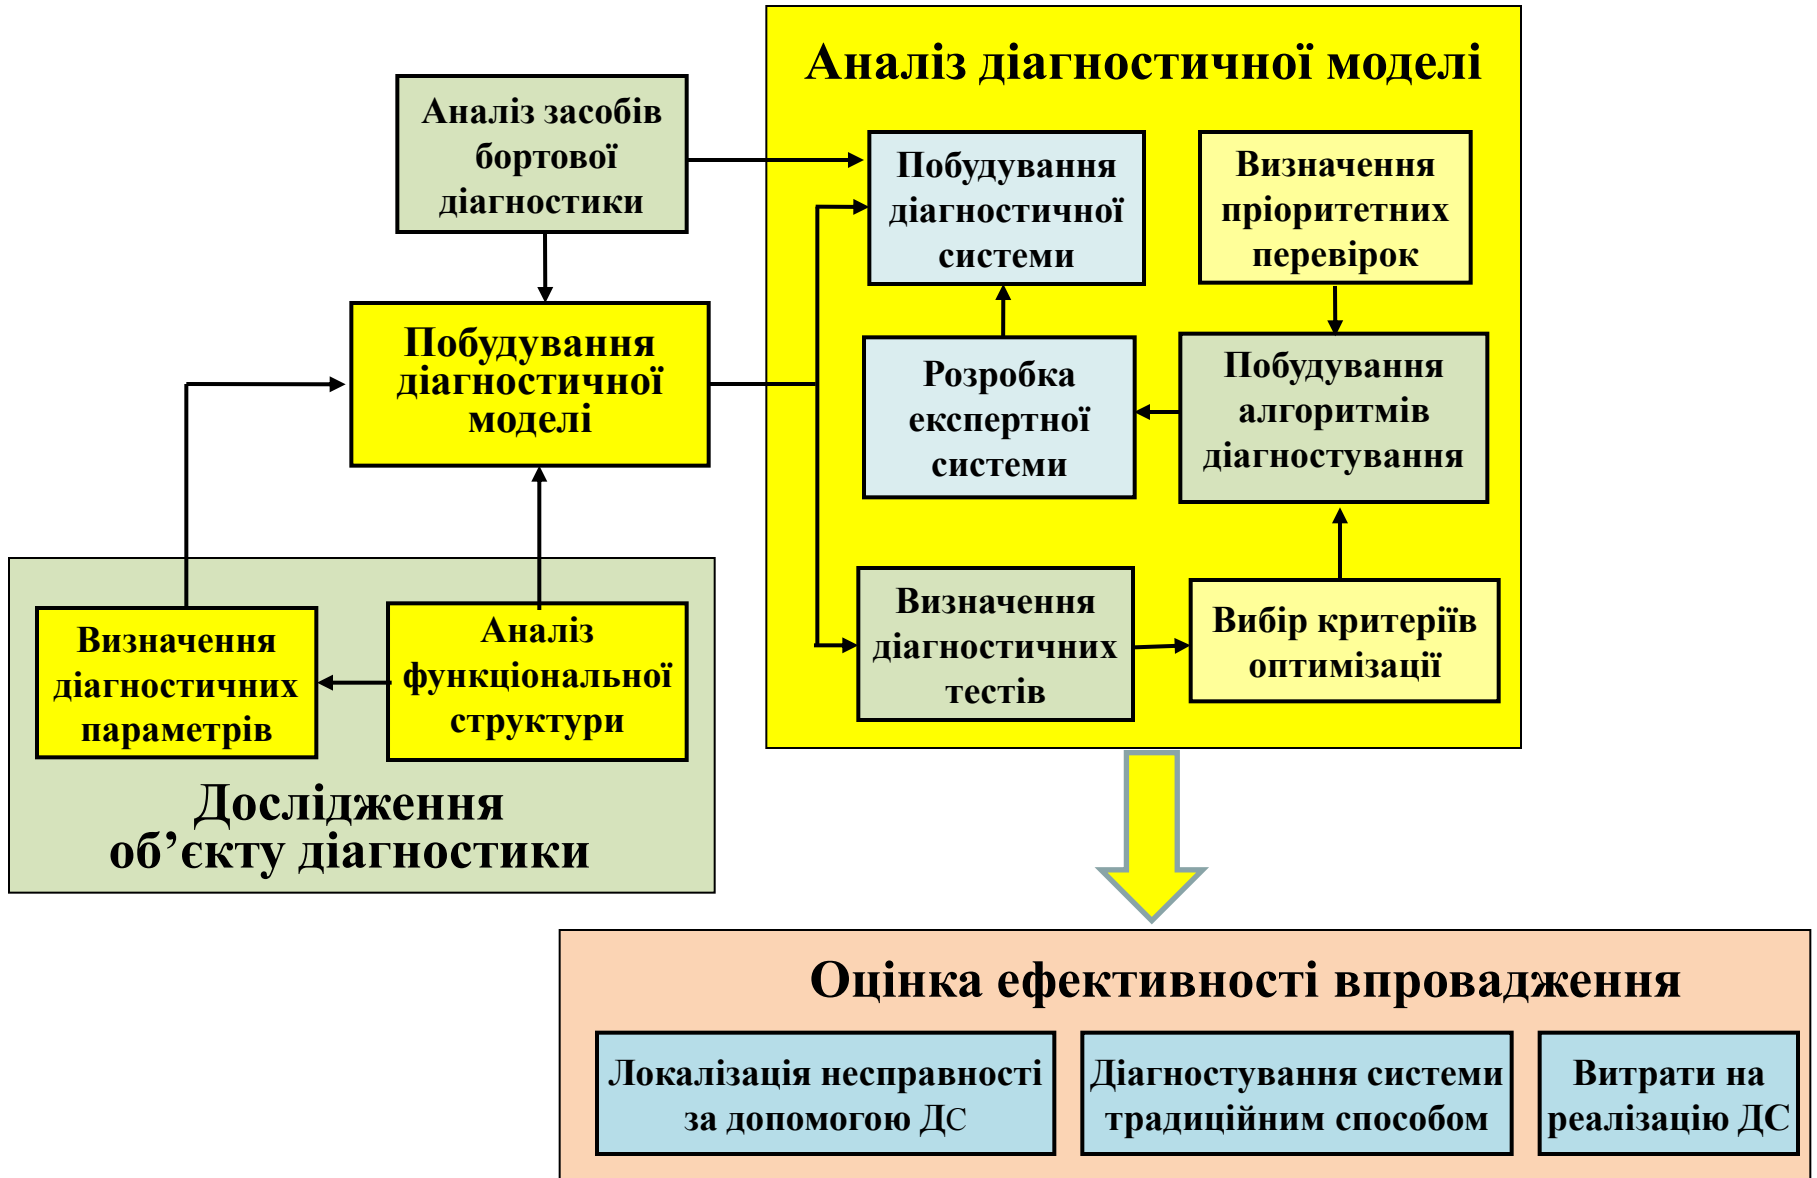 Аналіз діагностичної моделі
Аналіз засобів
бортової
діагностики
Побудування
діагностичної
системи
Визначення
пріоритетних
перевірок
Побудування
діагностичної
моделі
Розробка
експертної
системи
Побудування
алгоритмів
діагностування
Визначення
діагностичних
параметрів
Аналіз
функціональної
структури
Визначення
діагностичних
тестів
Вибір критеріїв
оптимізації
Дослідження
об’єкту діагностики
Оцінка ефективності впровадження
Локалізація несправності
за допомогою ДС
Діагностування системи
традиційним способом
Витрати на
реалізацію ДС